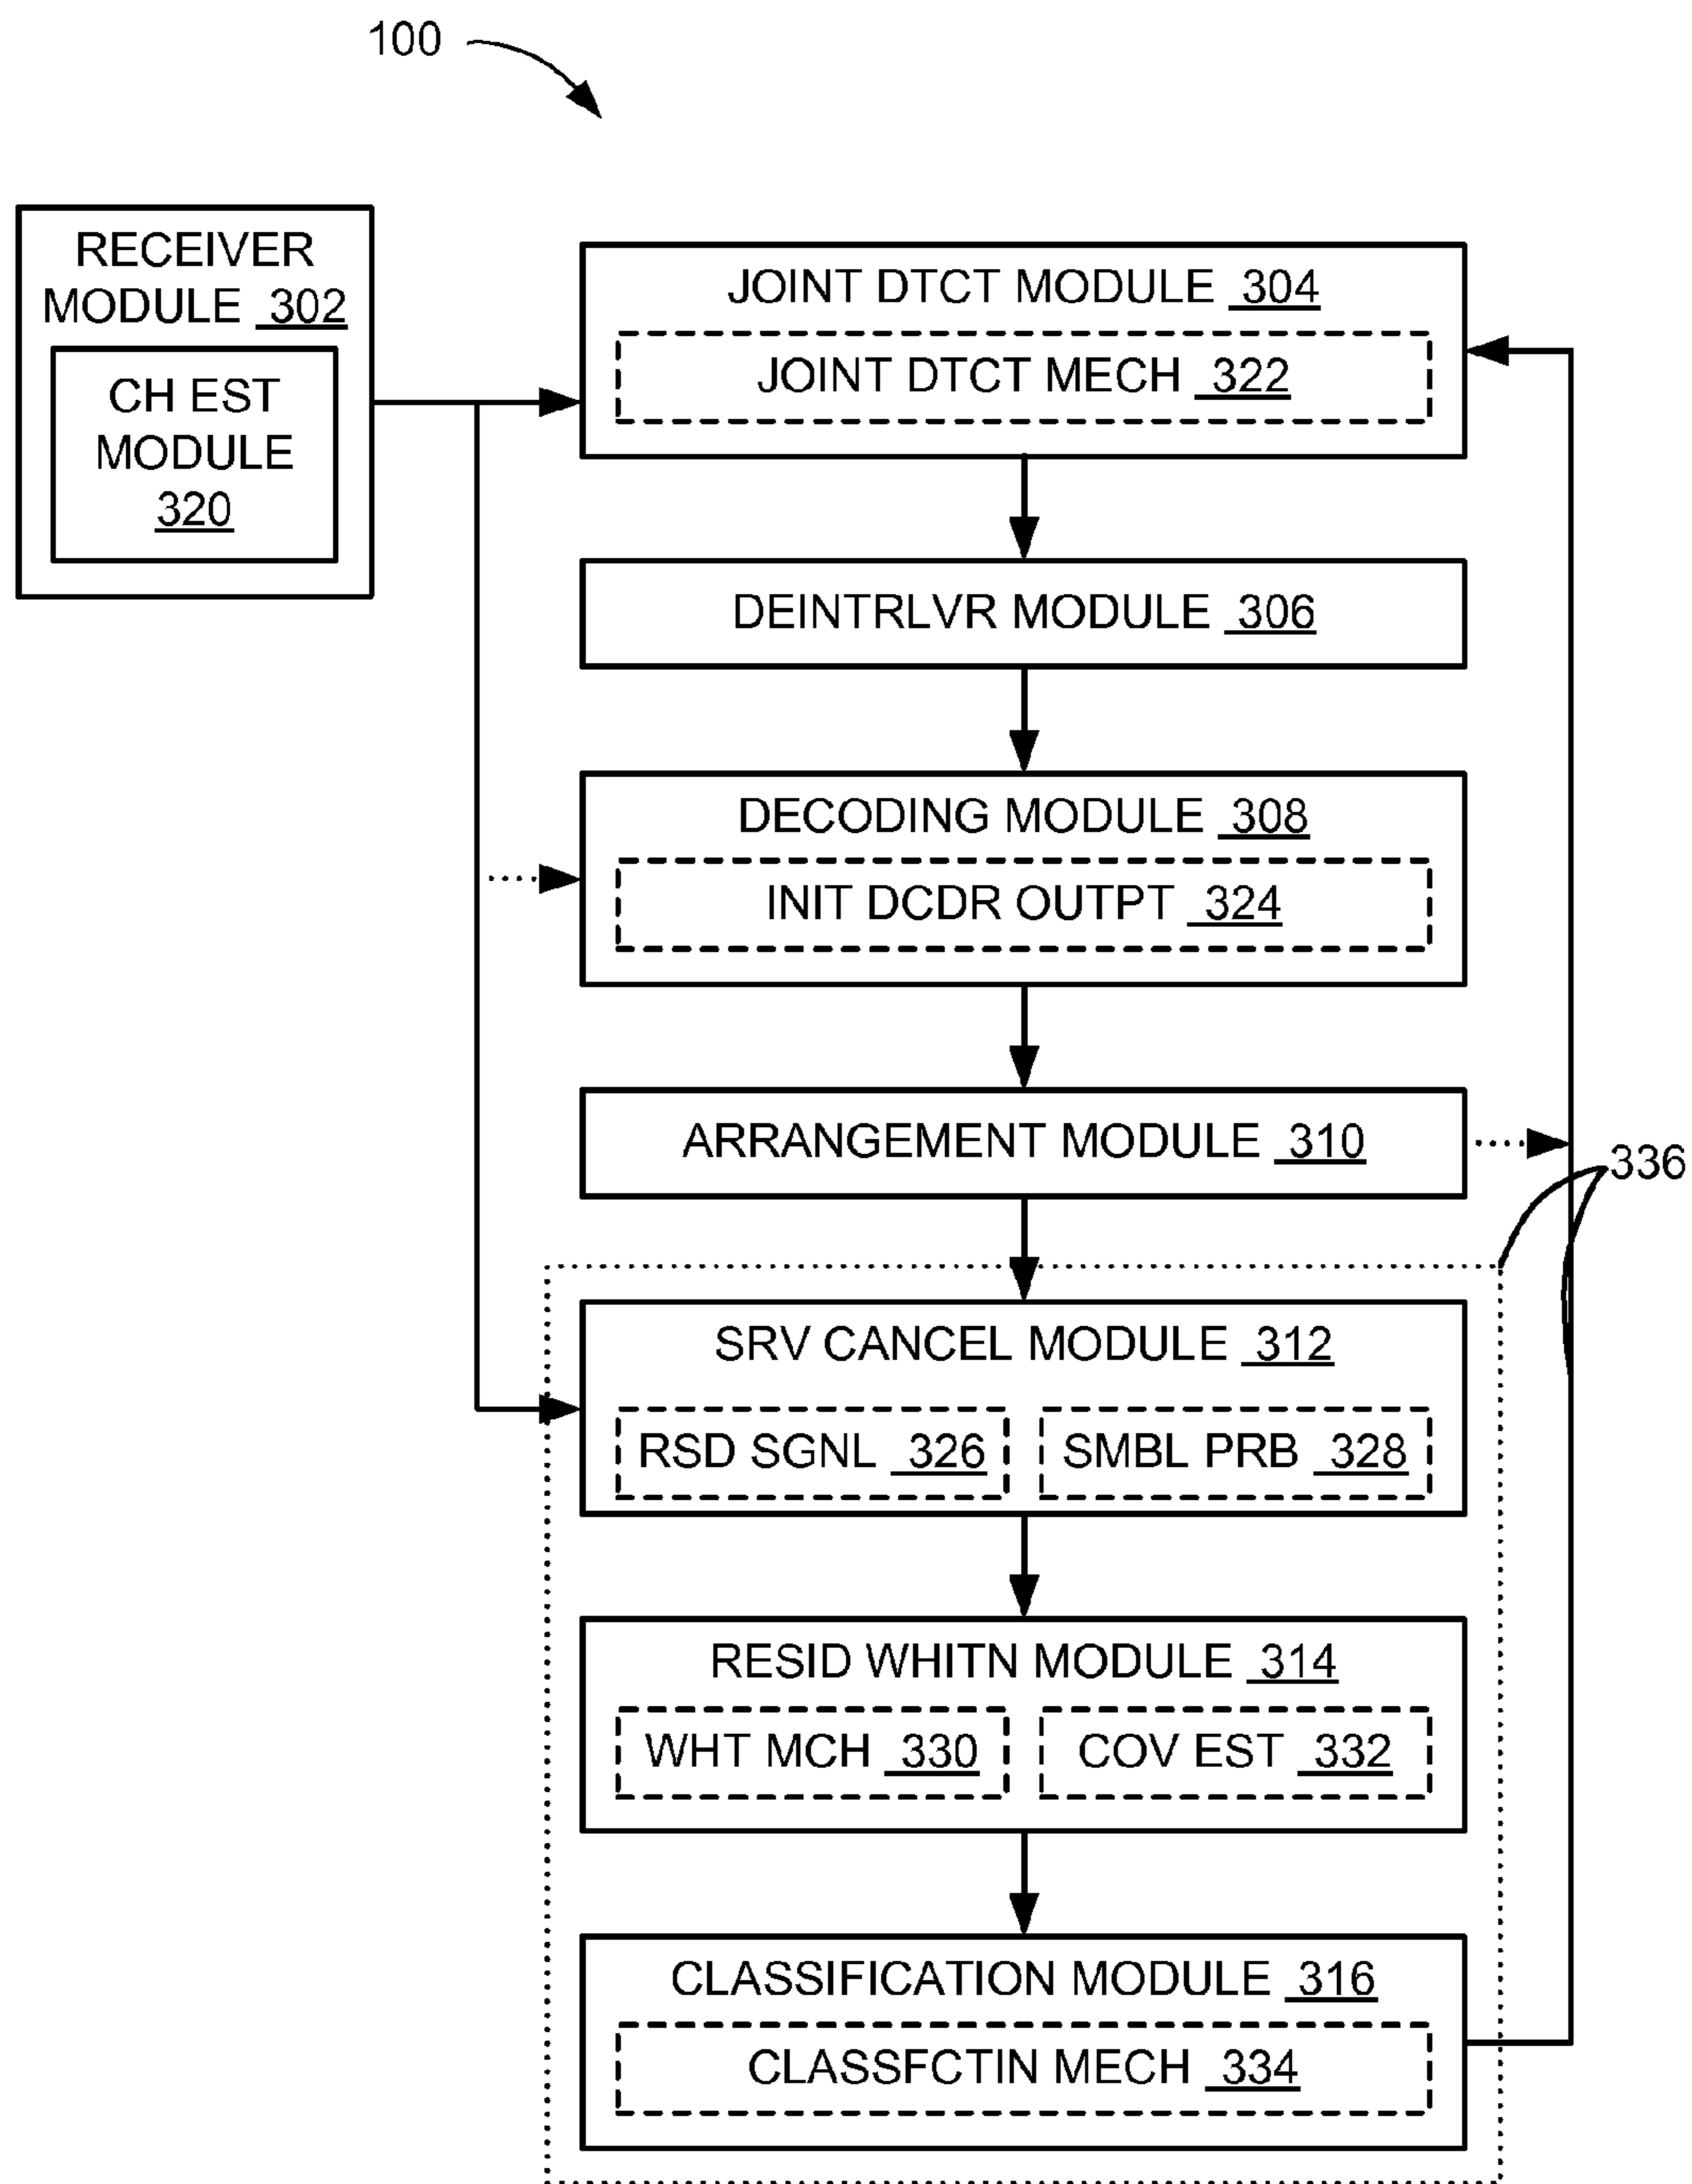 100
RECEIVER
MODULE 302
CH EST
MODULE
320
JOINT DTCT MODULE 304
JOINT DTCT MECH 322
DEINTRLVR MODULE 306
DECODING MODULE 308
INIT DCDR OUTPT 324
ARRANGEMENT MODULE 310
336
SRV CANCEL MODULE 312
RSD SGNL 326
SMBL PRB 328
RESID WHITN MODULE 314
WHT MCH 330
COV EST 332
CLASSIFICATION MODULE 316
CLASSFCTIN MECH 334